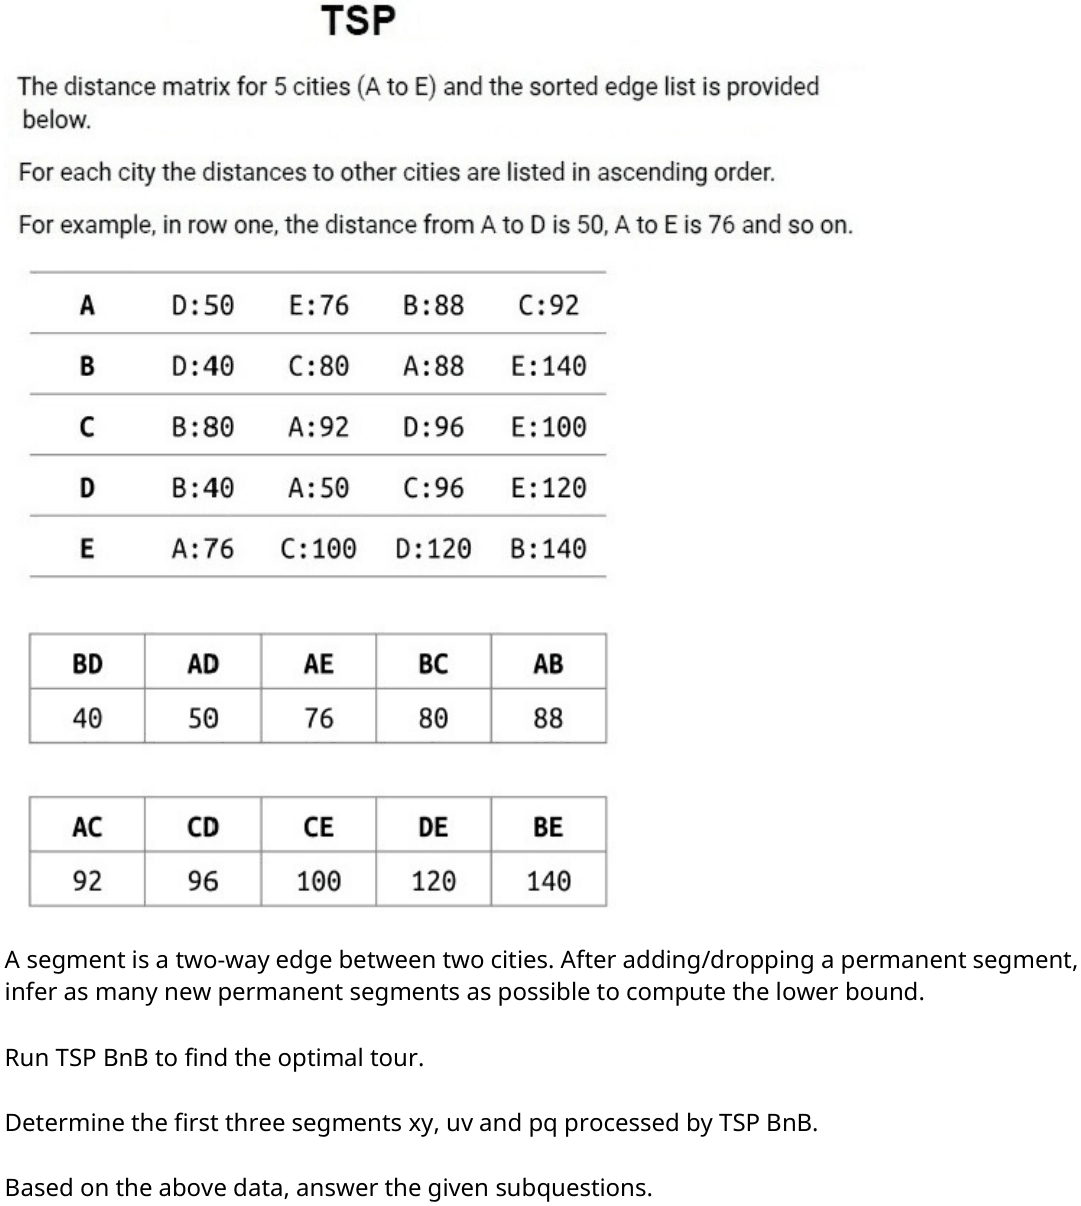 TSP
The distance matrix for 5 cities (A to E) and the sorted edge list is provided
below.
For each city the distances to other cities are listed in ascending order.
For example, in row one, the distance from A to D is 50, A to E is 76 and so on.
A D:50 E:76 B:88 C:92
B D:40 C:80 A:88 E:140
C B:80 A:92 D:96 E:100
D B:40 A:50 C:96 E:120
E A:76 C:100 D:120 B:140
BD AD AE BC AB
40 50 76 80 88
AC CD CE DE BE
92 96 100 120 140
A segment is a two-way edge between two cities. After adding/dropping a permanent segment,
infer as many new permanent segments as possible to compute the lower bound.
Run TSP BnB to find the optimal tour.
Determine the first three segments xy, uv and pq processed by TSP BnB.
Based on the above data, answer the given subquestions.